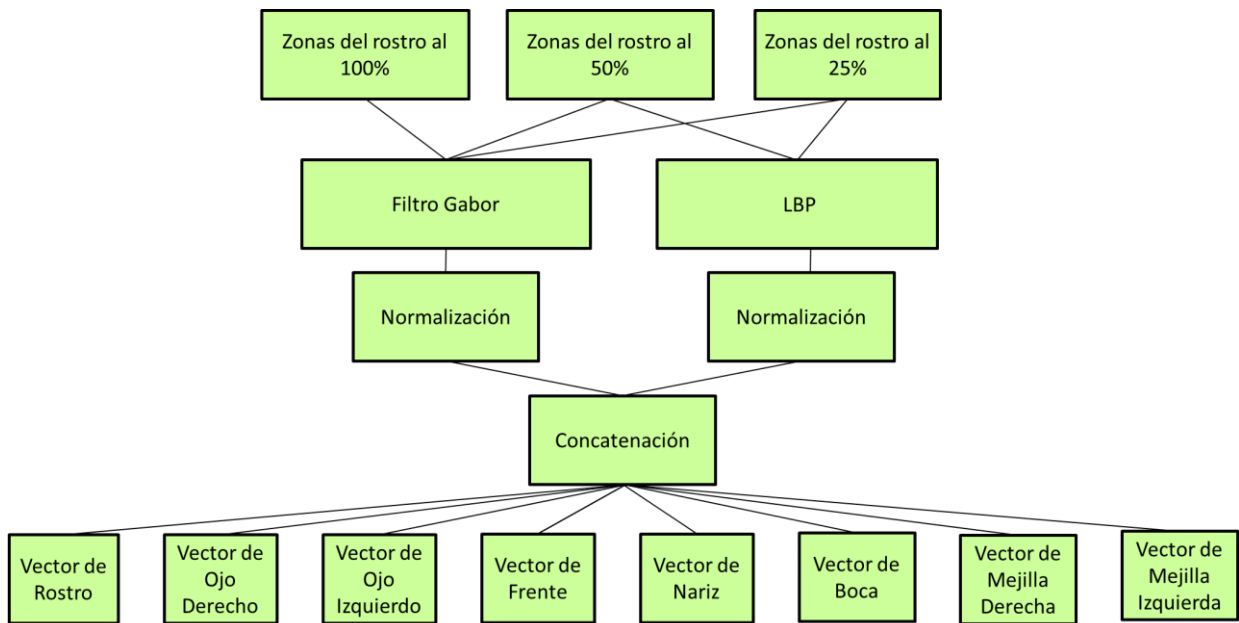 Zonas del rostro al
100%
Zonas del rostro al
50%
Zonas del rostro al
25%
Filtro Gabor
LBP
Normalización
Normalización
Concatenación
Vector de
Rostro
Vector de
Ojo
Derecho
Vector de
Ojo
Izquierdo
Vector de
Frente
Vector de
Nariz
Vector de
Boca
Vector de
Mejilla
Derecha
Vector de
Mejilla
Izquierda